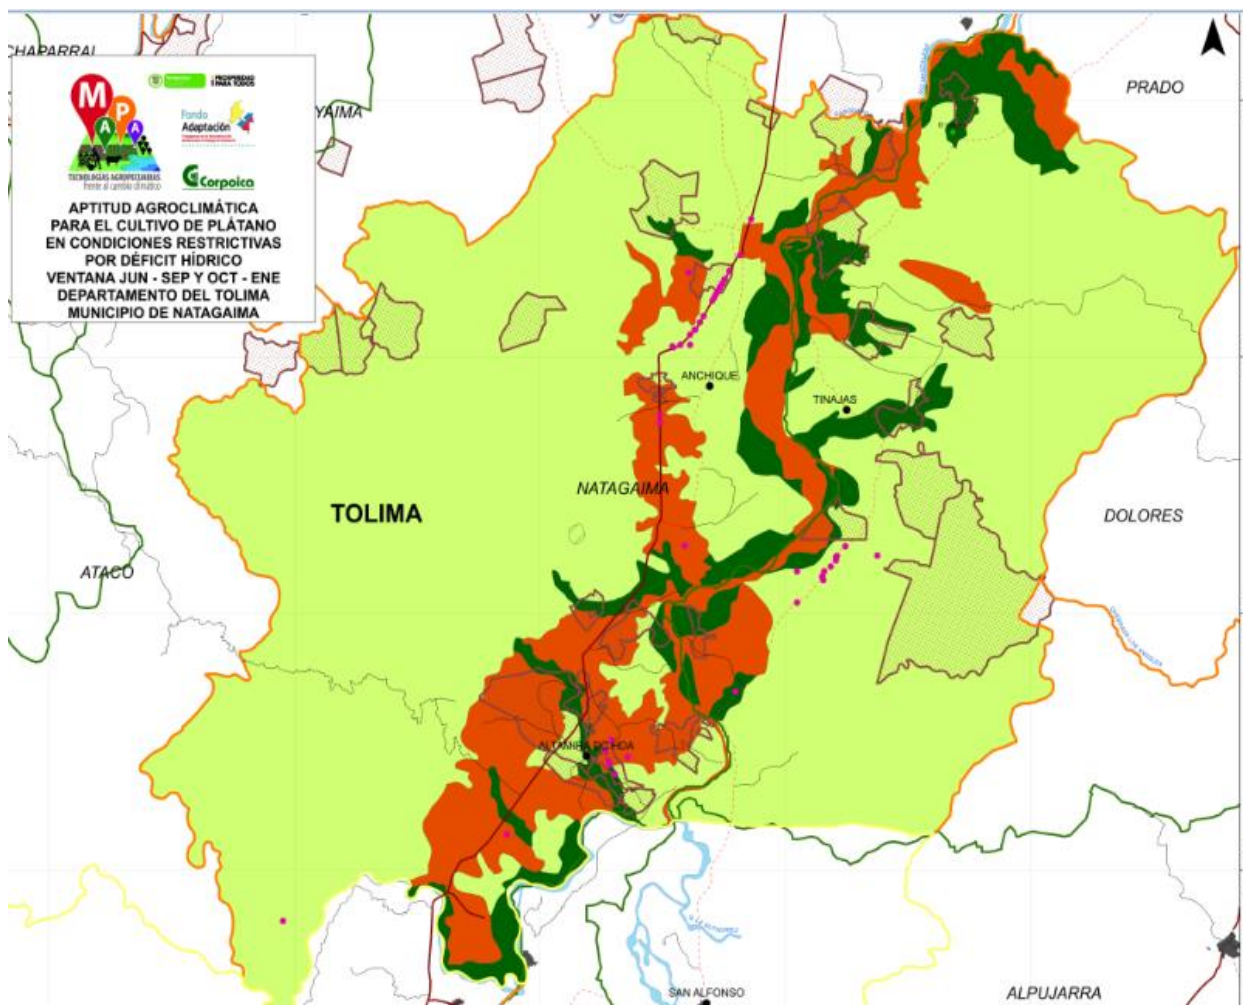 CHAPARRAL
YAIMA
PRADO
M
A
P
A
TECNOLOGÍAS AGROPECUARIAS
frente al cambio climático
PROSPERIDAD
PARA TODOS
Fondo
Adaptación
Corpoica
APTITUD AGROCLIMÁTICA
PARA EL CULTIVO DE PLÁTANO
EN CONDICIONES RESTRICTIVAS
POR DÉFICIT HÍDRICO
VENTANA JUN - SEP Y OCT - ENE
DEPARTAMENTO DEL TOLIMA
MUNICIPIO DE NATAGAIMA
ANCHIQUE
TINAJAS
NATAGAIMA
TOLIMA
DOLORES
ATACO
SAN ALFONSO
ALPUJARRA